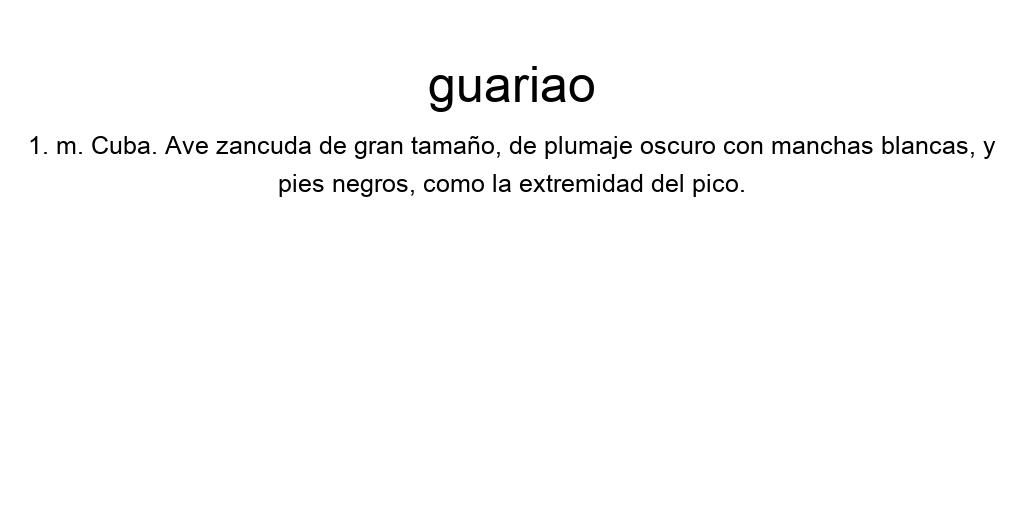 guariao
1. m. Cuba. Ave zancuda de gran tamaño, de plumaje oscuro con manchas blancas, y
pies negros, como la extremidad del pico.